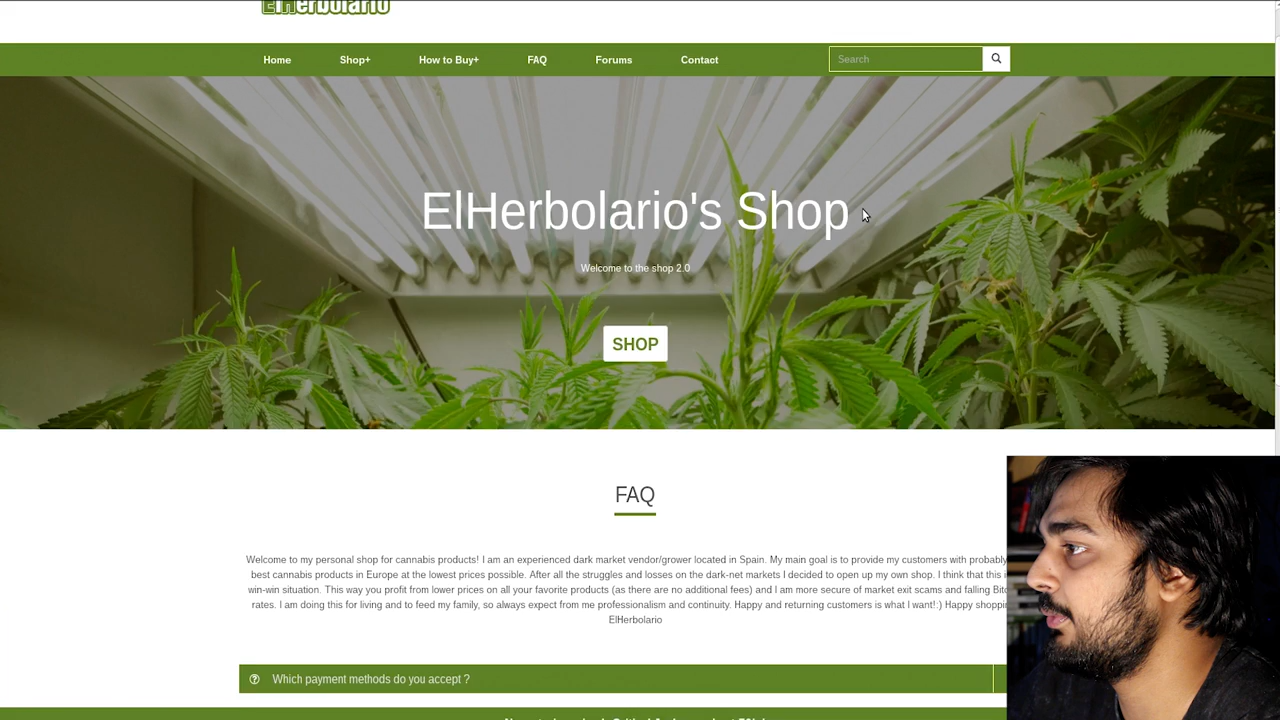 ElHerbolario
Home Shop+ How to Buy+ FAQ Forums Contact Search
ElHerbolario's Shop
Welcome to the shop 2.0
SHOP
FAQ
Welcome to my personal shop for cannabis products! I am an experienced dark market vendor/grower located in Spain. My main goal is to provide my customers with probably
best cannabis products in Europe at the lowest prices possible. After all the struggles and losses on the dark-net markets I decided to open up my own shop. I think that this
win-win situation. This way you profit from lower prices on all your favorite products (as there are no additional fees) and I am more secure of market exit scams and falling
rates. I am doing this for living and to feed my family, so always expect from me professionalism and continuity. Happy and returning customers is what I want!:) Happy
ElHerbolario
Which payment methods do you accept ?